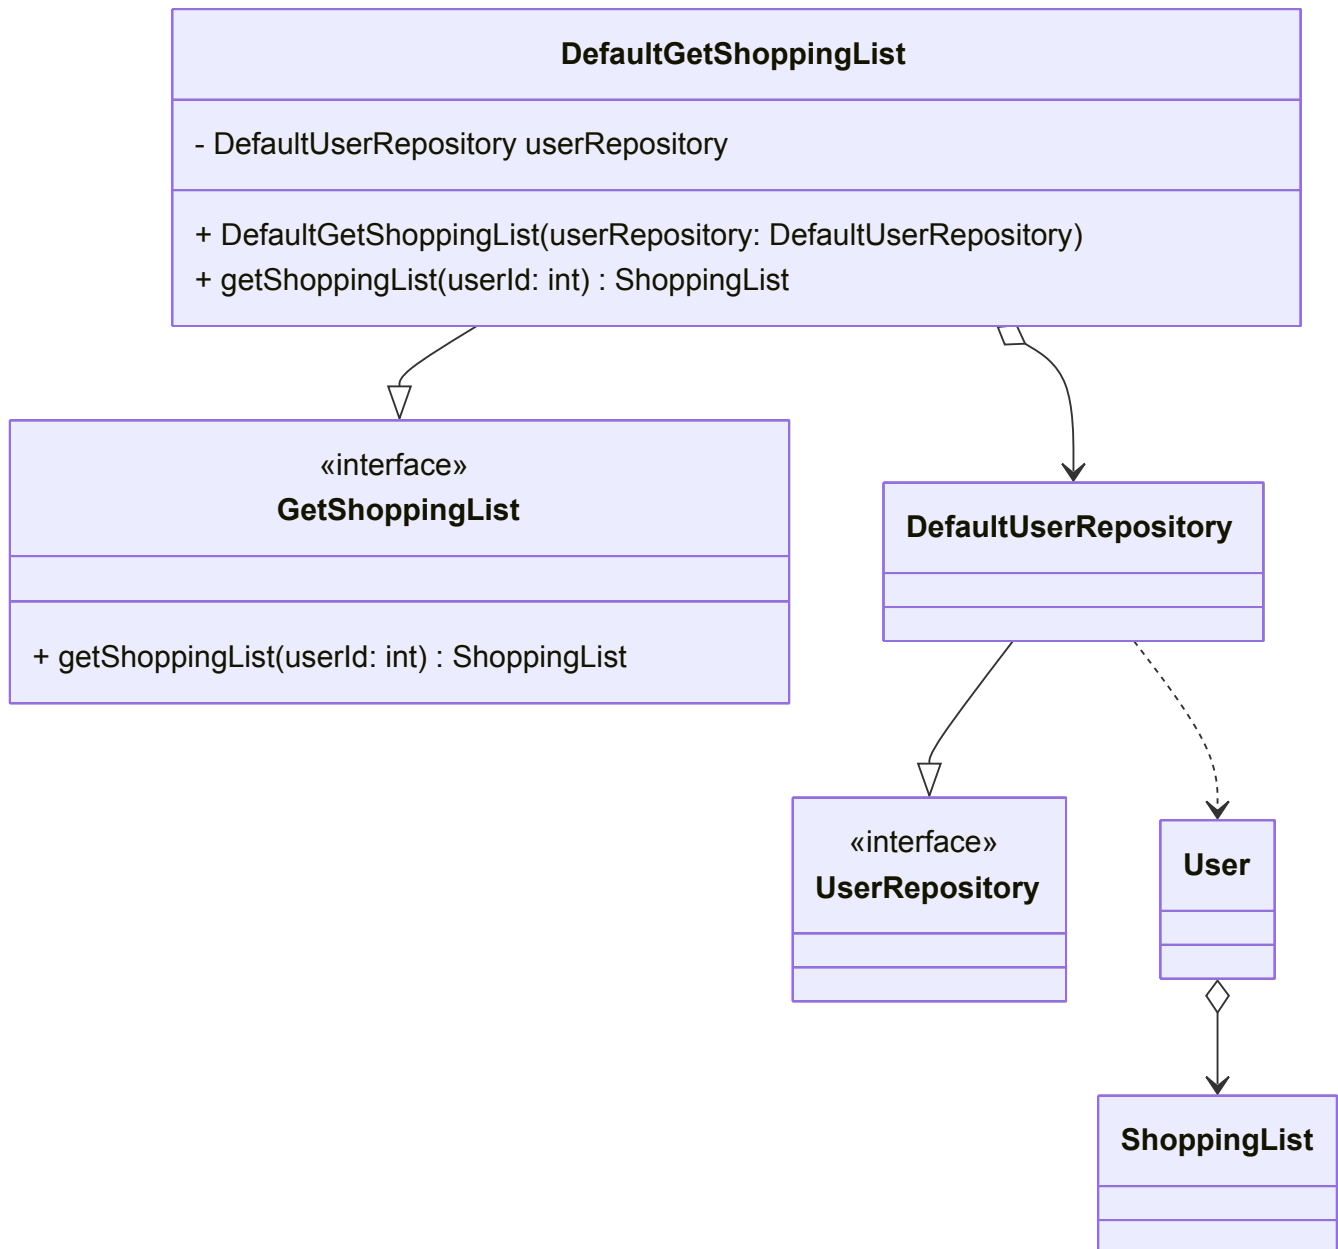 DefaultGetShoppingList
- DefaultUserRepository userRepository
+ DefaultGetShoppingList(userRepository: DefaultUserRepository)
+ getShoppingList(userId: int) : ShoppingList
«interface»
GetShoppingList
+ getShoppingList(userId: int) : ShoppingList
DefaultUserRepository
«interface»
UserRepository
User
ShoppingList